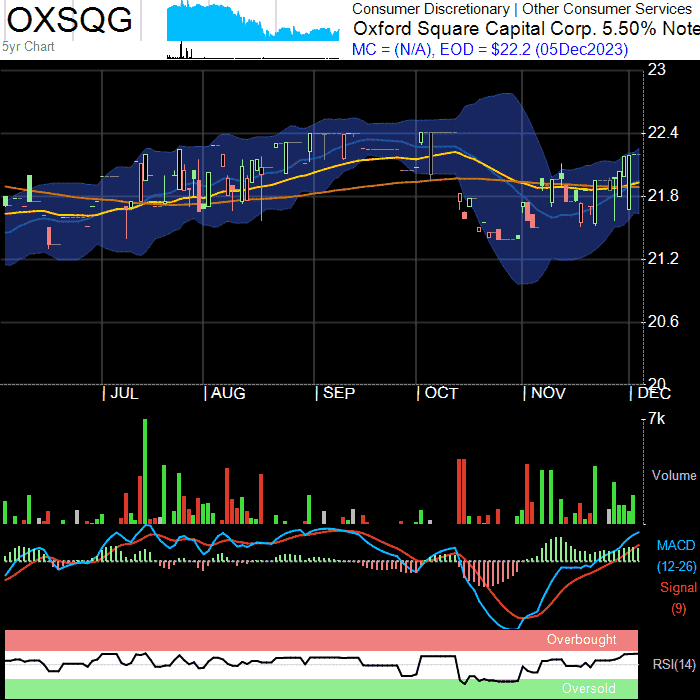 OXSQG
5yr Chart
Consumer Discretionary | Other Consumer Services
Oxford Square Capital Corp. 5.50% Note
MC = (N/A), EOD = $22.2 (05Dec2023)
23
22.4
21.8
21.2
20.6
20
JUL AUG SEP OCT NOV DEC
7k
Volume
MACD
(12-26)
Signal
(9)
Overbought
RSI(14)
Oversold